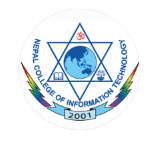 ॐ
NEPAL COLLEGE OF INFORMATION TECHNOLOGY
2001